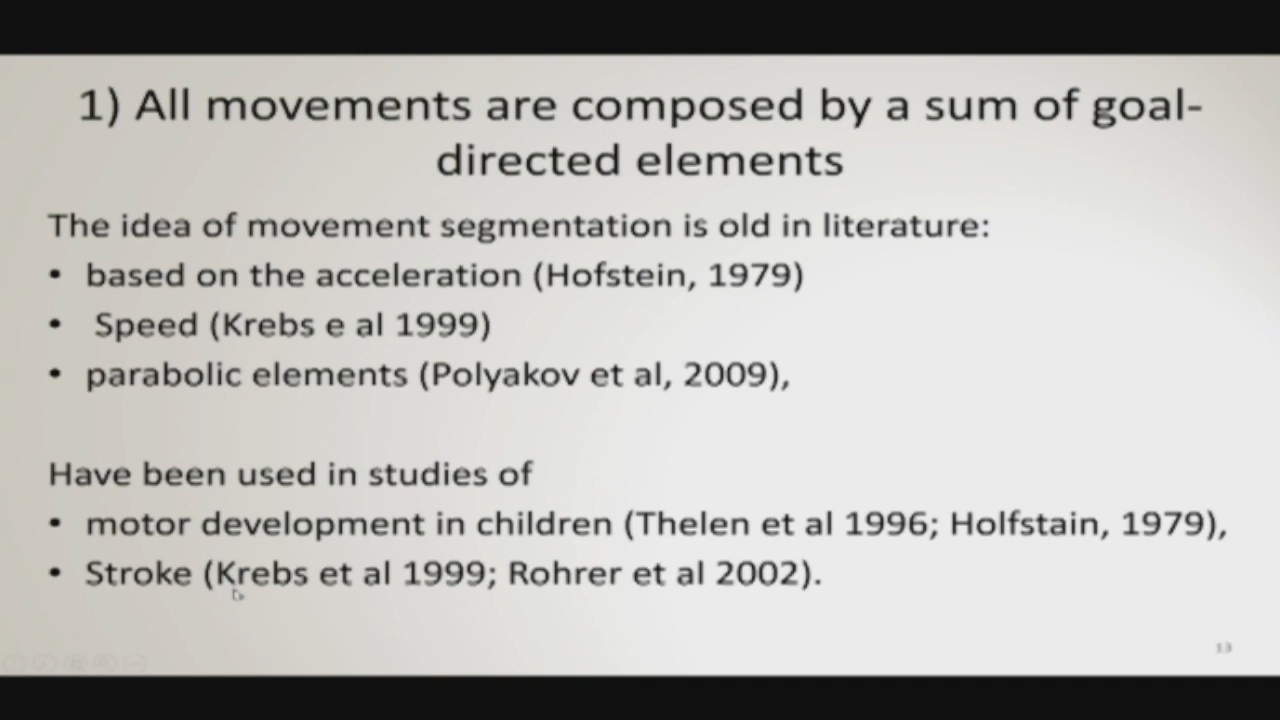 1) All movements are composed by a sum of goal-
directed elements
The idea of movement segmentation is old in literature:
• based on the acceleration (Hofstein, 1979)
• Speed (Krebs e al 1999)
• parabolic elements (Polyakov et al, 2009),
Have been used in studies of
• motor development in children (Thelen et al 1996; Holfstain, 1979),
• Stroke (Krebs et al 1999; Rohrer et al 2002).
13